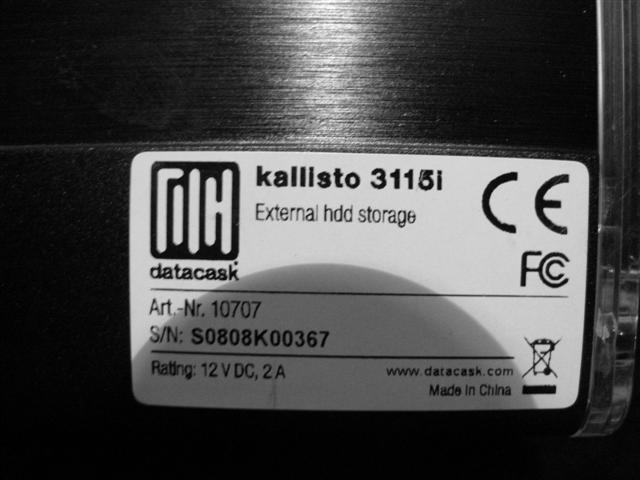 kallisto 3115i
External hdd storage
CE
FC
datacask
Art.-Nr. 10707
S/N: S0808K00367
Rating: 12 V DC, 2 A
www.datacask.com
Made in China